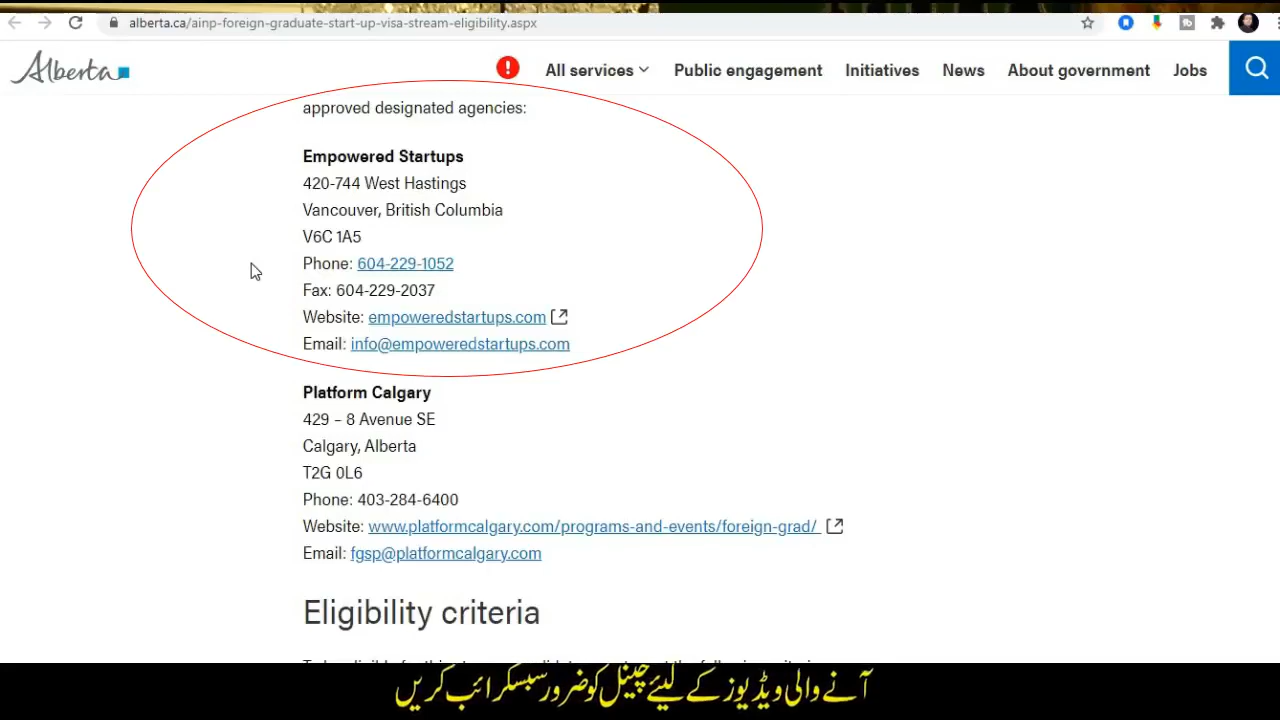 alberta.ca/ainp-foreign-graduate-start-up-visa-stream-eligibility.aspx
Alberta
All services
Public engagement
Initiatives
News
About government
Jobs
approved designated agencies:
Empowered Startups
420-744 West Hastings
Vancouver, British Columbia
V6C 1A5
Phone: 604-229-1052
Fax: 604-229-2037
Website: empoweredstartups.com
Email: info@empoweredstartups.com
Platform Calgary
429 – 8 Avenue SE
Calgary, Alberta
T2G 0L6
Phone: 403-284-6400
Website: www.platformcalgary.com/programs-and-events/foreign-grad/
Email: fgsp@platformcalgary.com
Eligibility criteria
آنے والی ویڈیوز کے لیئے چینل کو ضرور سبسکرائب کریں